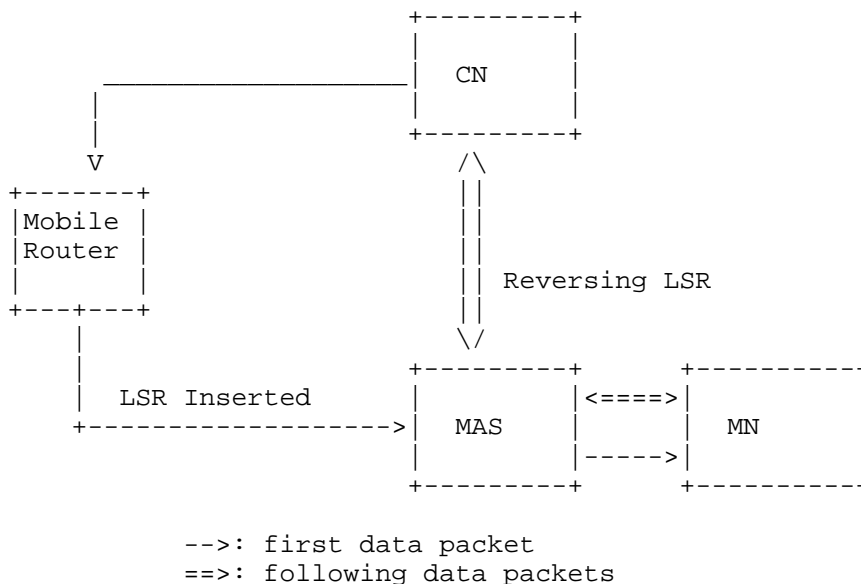 CN
Mobile
Router
Reversing LSR
LSR Inserted
MAS
MN
-->: first data packet
==>: following data packets